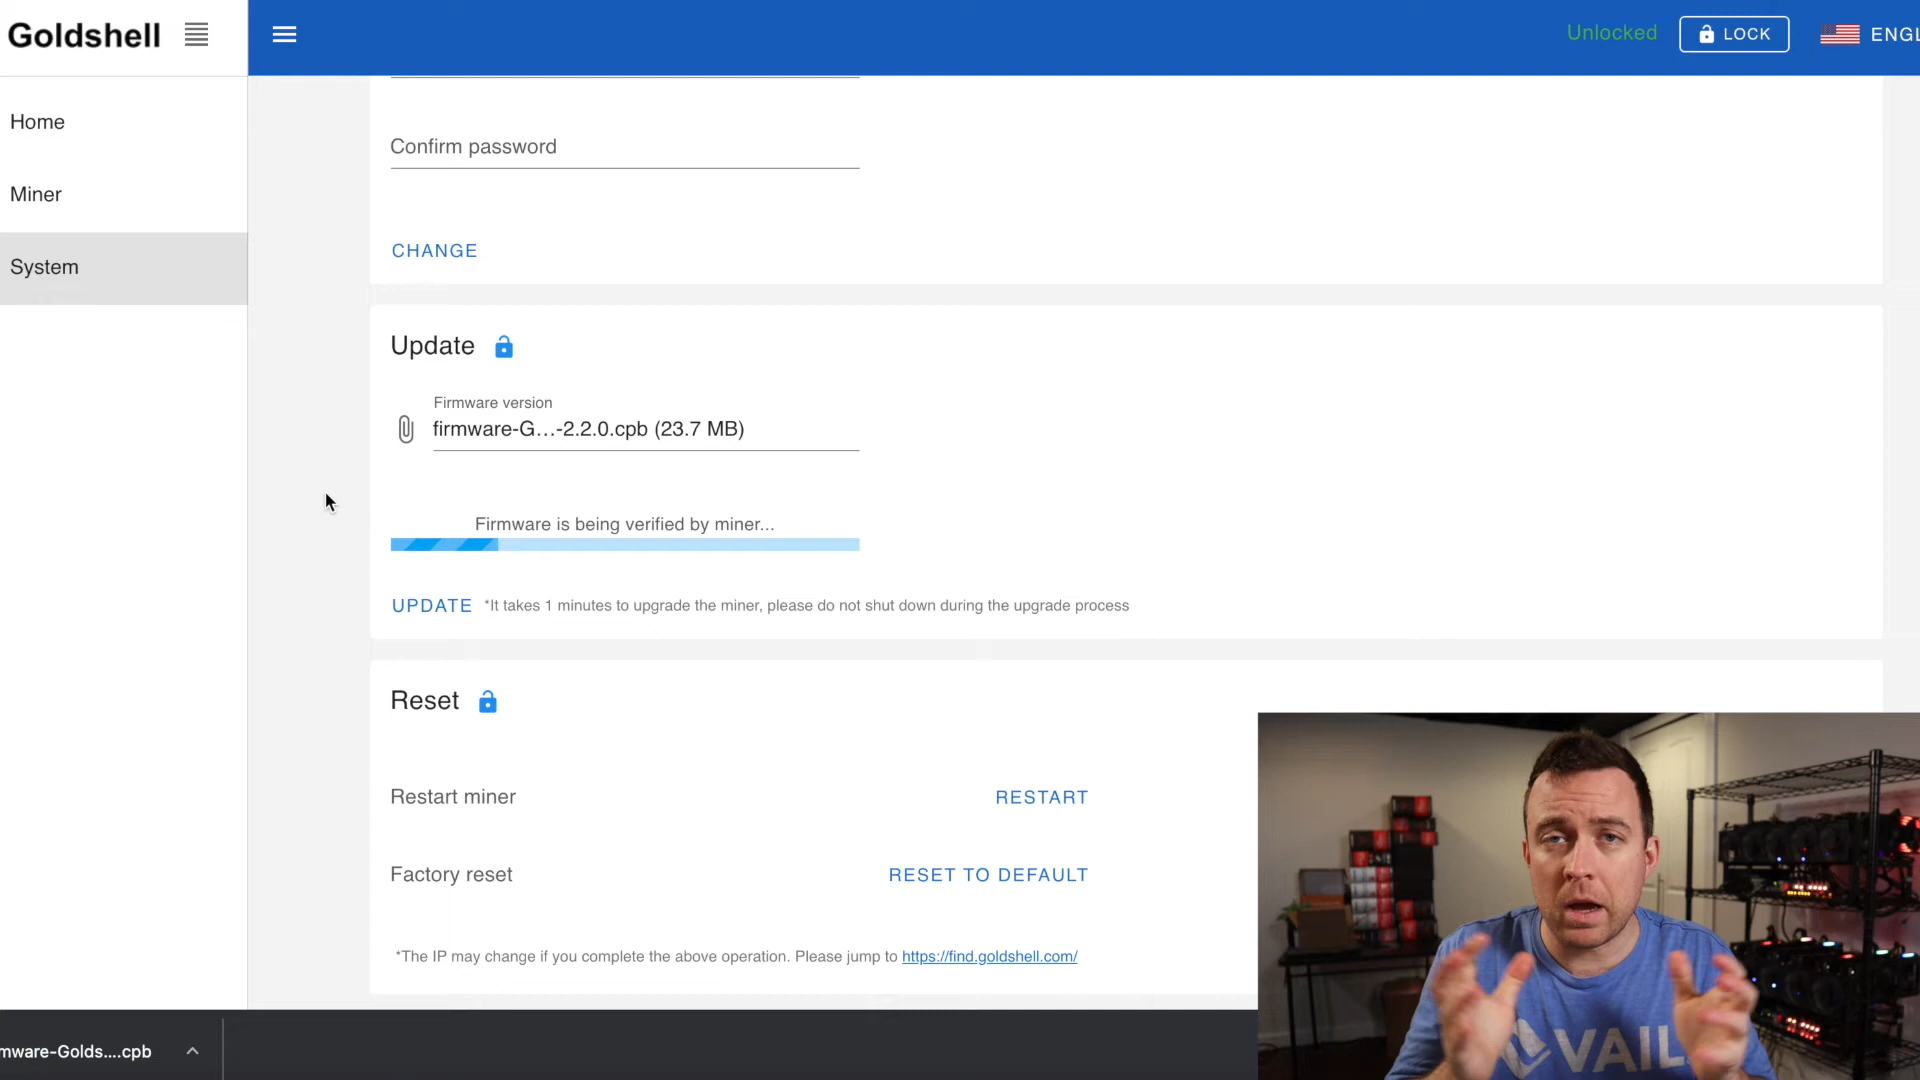 Goldshell
Unlocked
LOCK
ENGL
Home
Miner
System
Confirm password
CHANGE
Update
Firmware version
firmware-G...-2.2.0.cpb (23.7 MB)
Firmware is being verified by miner...
UPDATE *It takes 1 minutes to upgrade the miner, please do not shut down during the upgrade process
Reset
Restart miner RESTART
Factory reset RESET TO DEFAULT
*The IP may change if you complete the above operation. Please jump to https://find.goldshell.com/
mware-Golds....cpb
VAIL